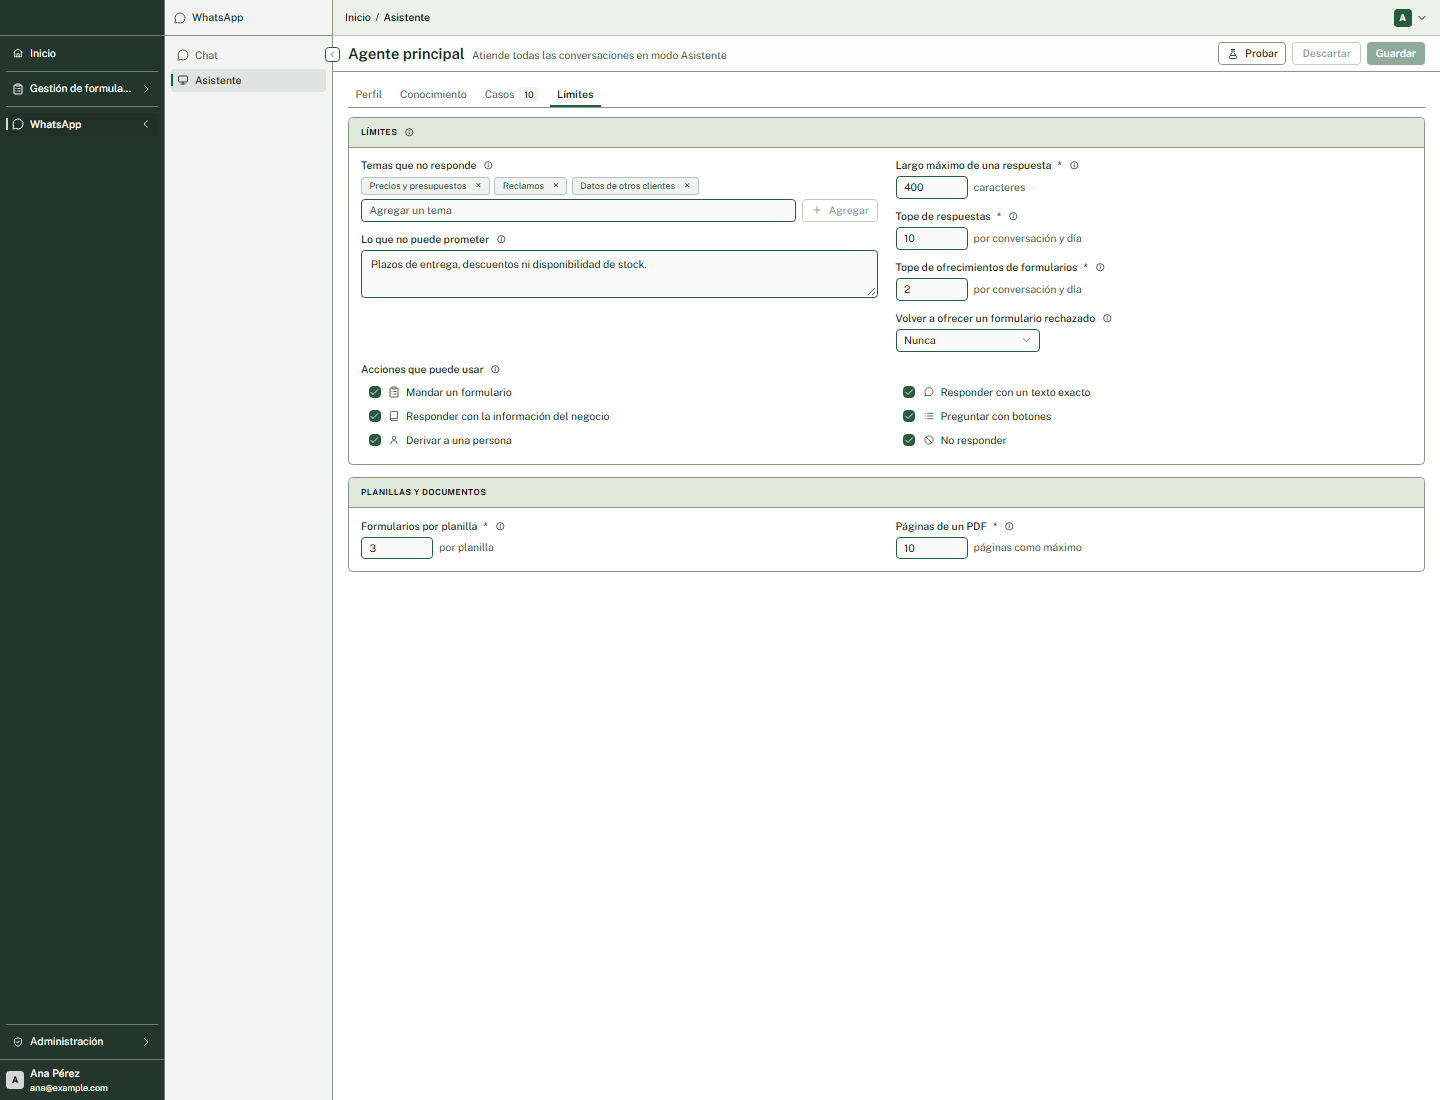 WhatsApp
Inicio / Asistente
A
Inicio
Gestión de formula...
WhatsApp
Chat
Asistente
Agente principal
Atiende todas las conversaciones en modo Asistente
Probar
Descartar
Guardar
Perfil
Conocimiento
Casos 10
Límites
LÍMITES
Temas que no responde
Precios y presupuestos ×
Reclamos ×
Datos de otros clientes ×
Agregar un tema
+ Agregar
Lo que no puede prometer
Plazos de entrega, descuentos ni disponibilidad de stock.
Largo máximo de una respuesta *
400 caracteres
Tope de respuestas *
10 por conversación y día
Tope de ofrecimientos de formularios *
2 por conversación y día
Volver a ofrecer un formulario rechazado
Nunca
Acciones que puede usar
Mandar un formulario
Responder con un texto exacto
Responder con la información del negocio
Preguntar con botones
Derivar a una persona
No responder
PLANILLAS Y DOCUMENTOS
Formularios por planilla *
3 por planilla
Páginas de un PDF *
10 páginas como máximo
Administración
A
Ana Pérez
ana@example.com